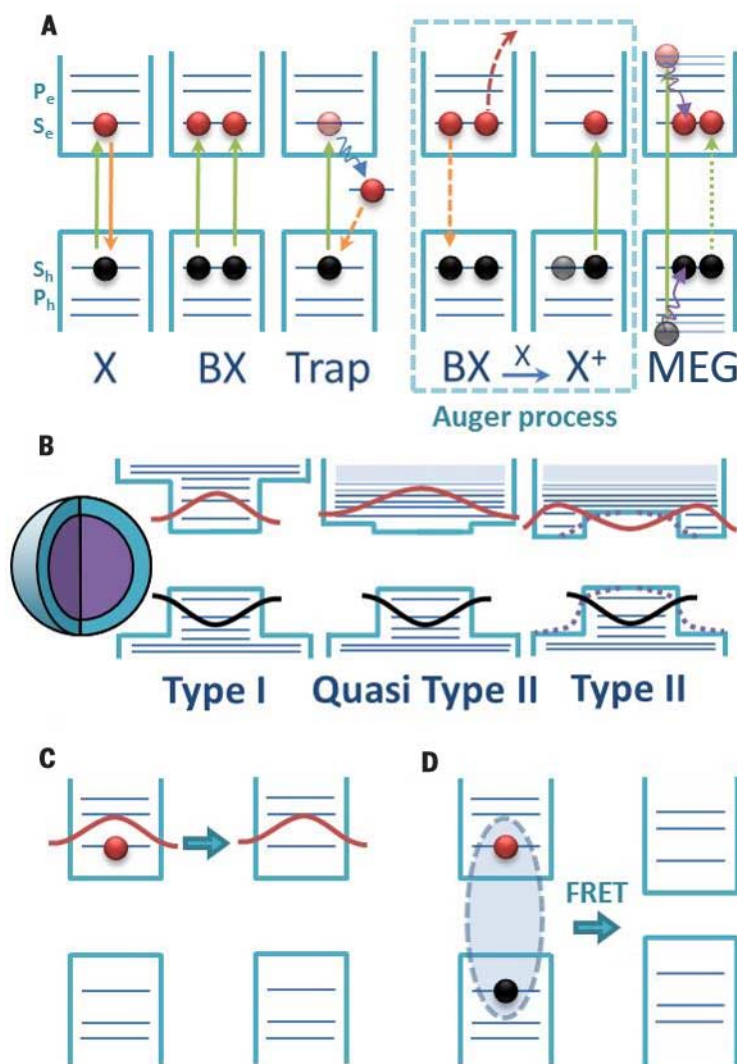 A
Pₑ
Sₑ
Sₕ
Pₕ
X BX Trap BX X X⁺ MEG
Auger process
B
Type I Quasi Type II Type II
C D
FRET